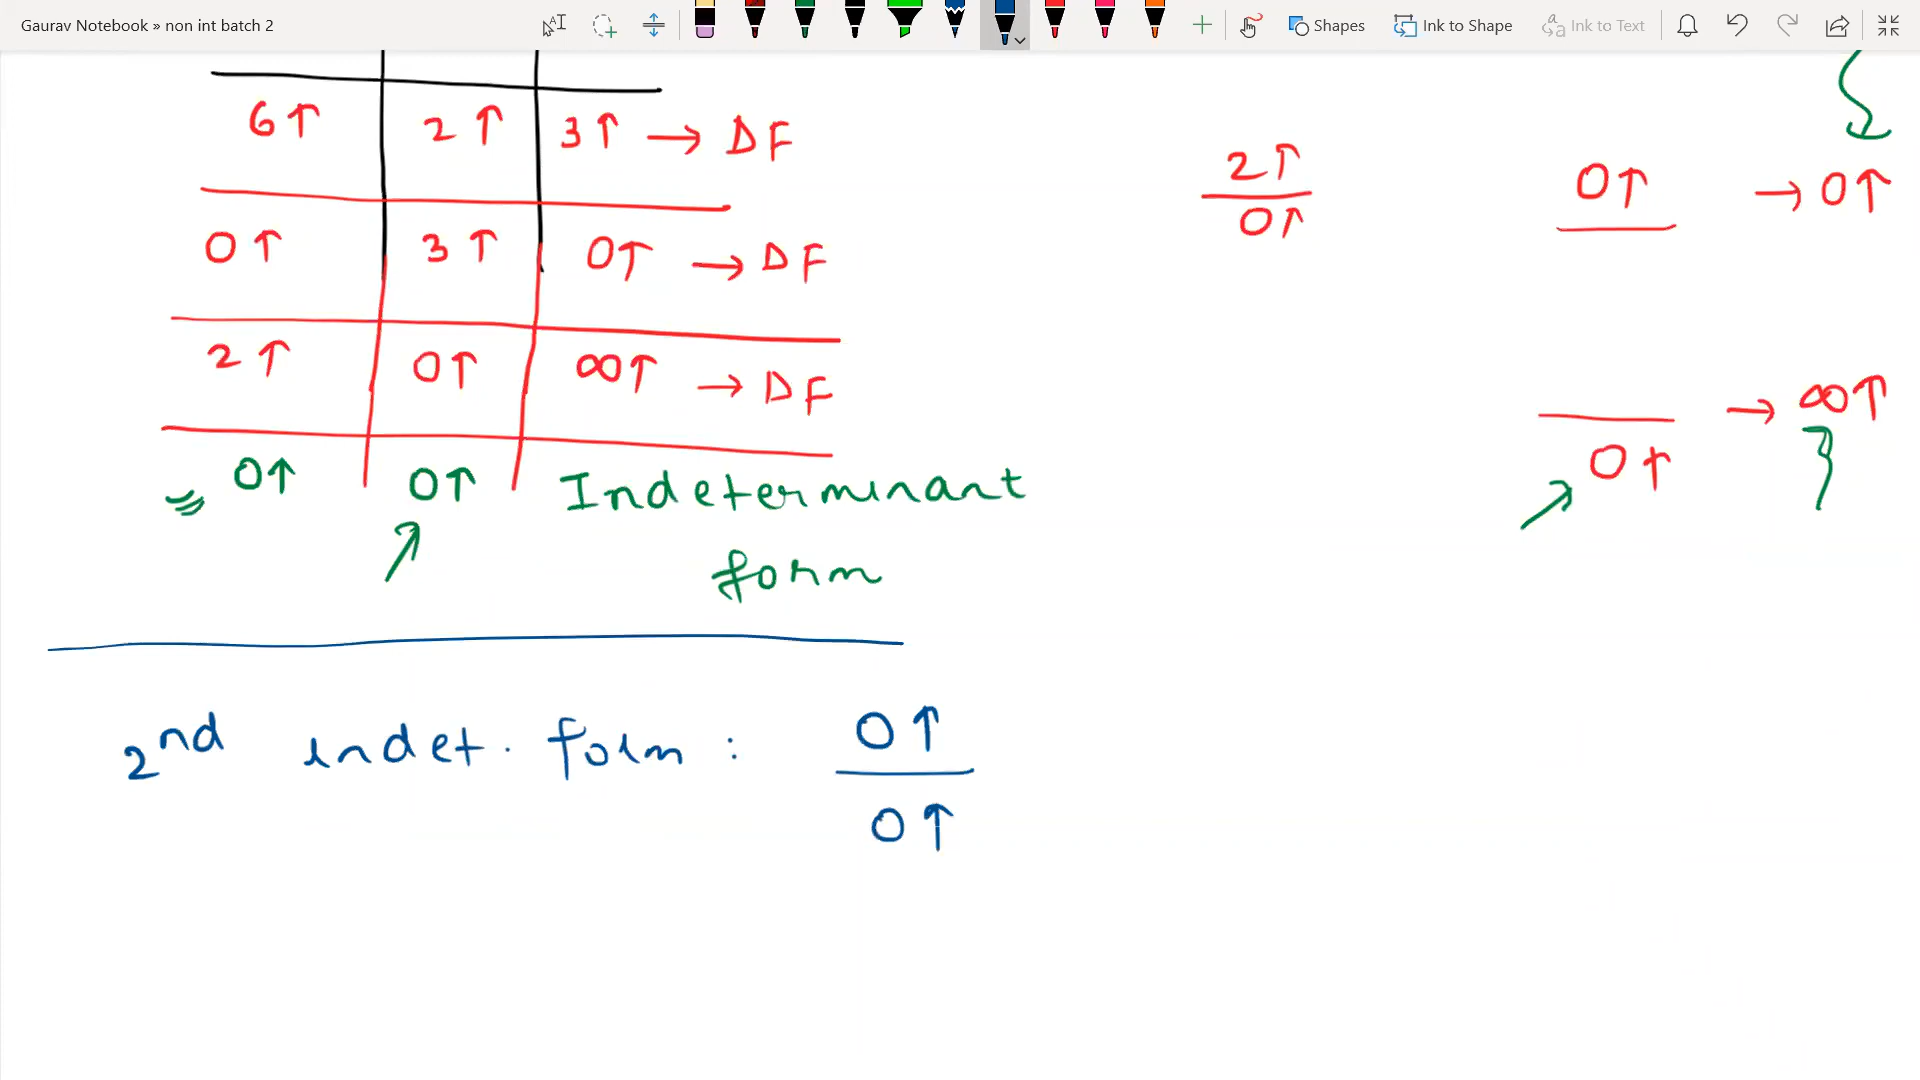 Gaurav Notebook » non int batch 2
Shapes
Ink to Shape
Ink to Text
6↑ 2↑ 3↑ → DF
0↑ 3↑ 0↑ → DF
2↑ 0↑ ∞↑ → DF
0↑ 0↑ Indeterminant
form
2↑
0↑
0↑ → 0↑
→ ∞↑
0↑
2nd indet. form : 0↑
0↑